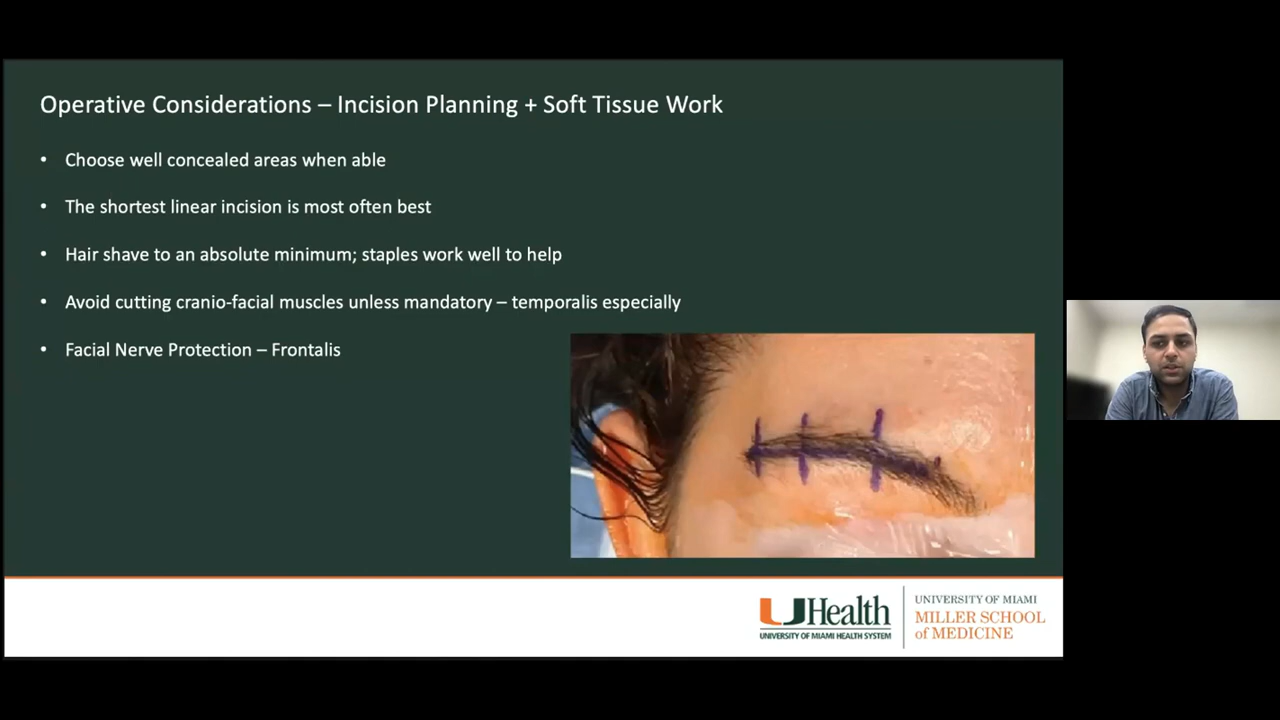 Operative Considerations – Incision Planning + Soft Tissue Work
• Choose well concealed areas when able
• The shortest linear incision is most often best
• Hair shave to an absolute minimum; staples work well to help
• Avoid cutting cranio-facial muscles unless mandatory – temporalis especially
• Facial Nerve Protection – Frontalis
UHealth
UNIVERSITY OF MIAMI HEALTH SYSTEM
UNIVERSITY OF MIAMI
MILLER SCHOOL
of MEDICINE